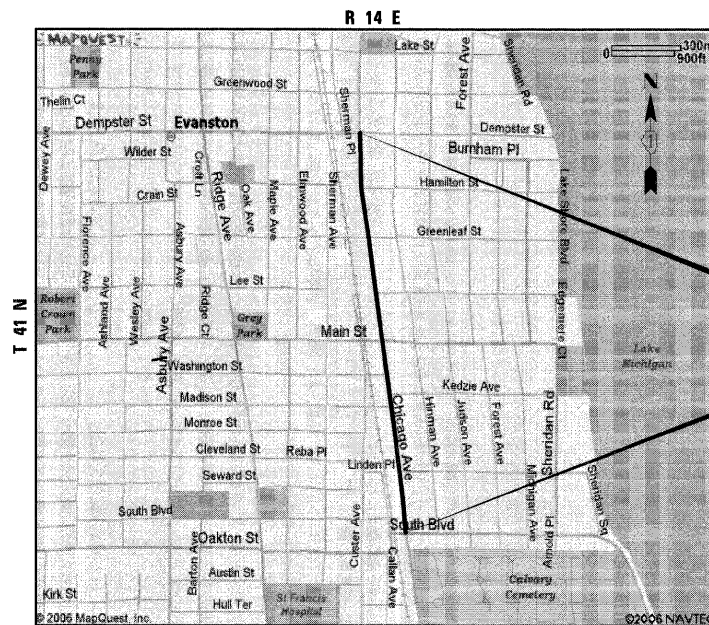 R 14 E
MAPQUEST
Lake St
300m
900ft
0
Penny
Park
Greenwood St
Forest Ave
Sheridan Rd
N
Thelin Ct
Sherman Pl
Dempster St
Evanston
Dempster St
Dewey Ave
Wilder St
Burnham Pl
Croft Ln
Ridge Ave
Crain St
Oak Ave
Maple Ave
Elmwood Ave
Sherman Ave
Hamilton St
Lake Shore Blvd
Greenleaf St
Florence Ave
Asbury Ave
Lee St
Edgemere Ct
T 41 N
Robert
Crown
Park
Ashland Ave
Wesley Ave
Ridge Ct
Grey
Park
Main St
Lake
Michigan
Asbury Ave
Washington St
Kedzie Ave
Madison St
Chicago Ave
Hinman Ave
Judson Ave
Forest Ave
Sheridan Rd
Monroe St
Cleveland St
Reba Pl
Linden Pl
Seward St
Michigan Ave
Sheridan Sq
South Blvd
South Blvd
Custer Ave
Oakton St
Arnold Pl
Barton Ave
Callan Ave
Austin St
Calvary
Cemetery
Kirk St
Hull Ter
St Francis
Hospital
© 2006 MapQuest, Inc.
©2006 NAVTEQ